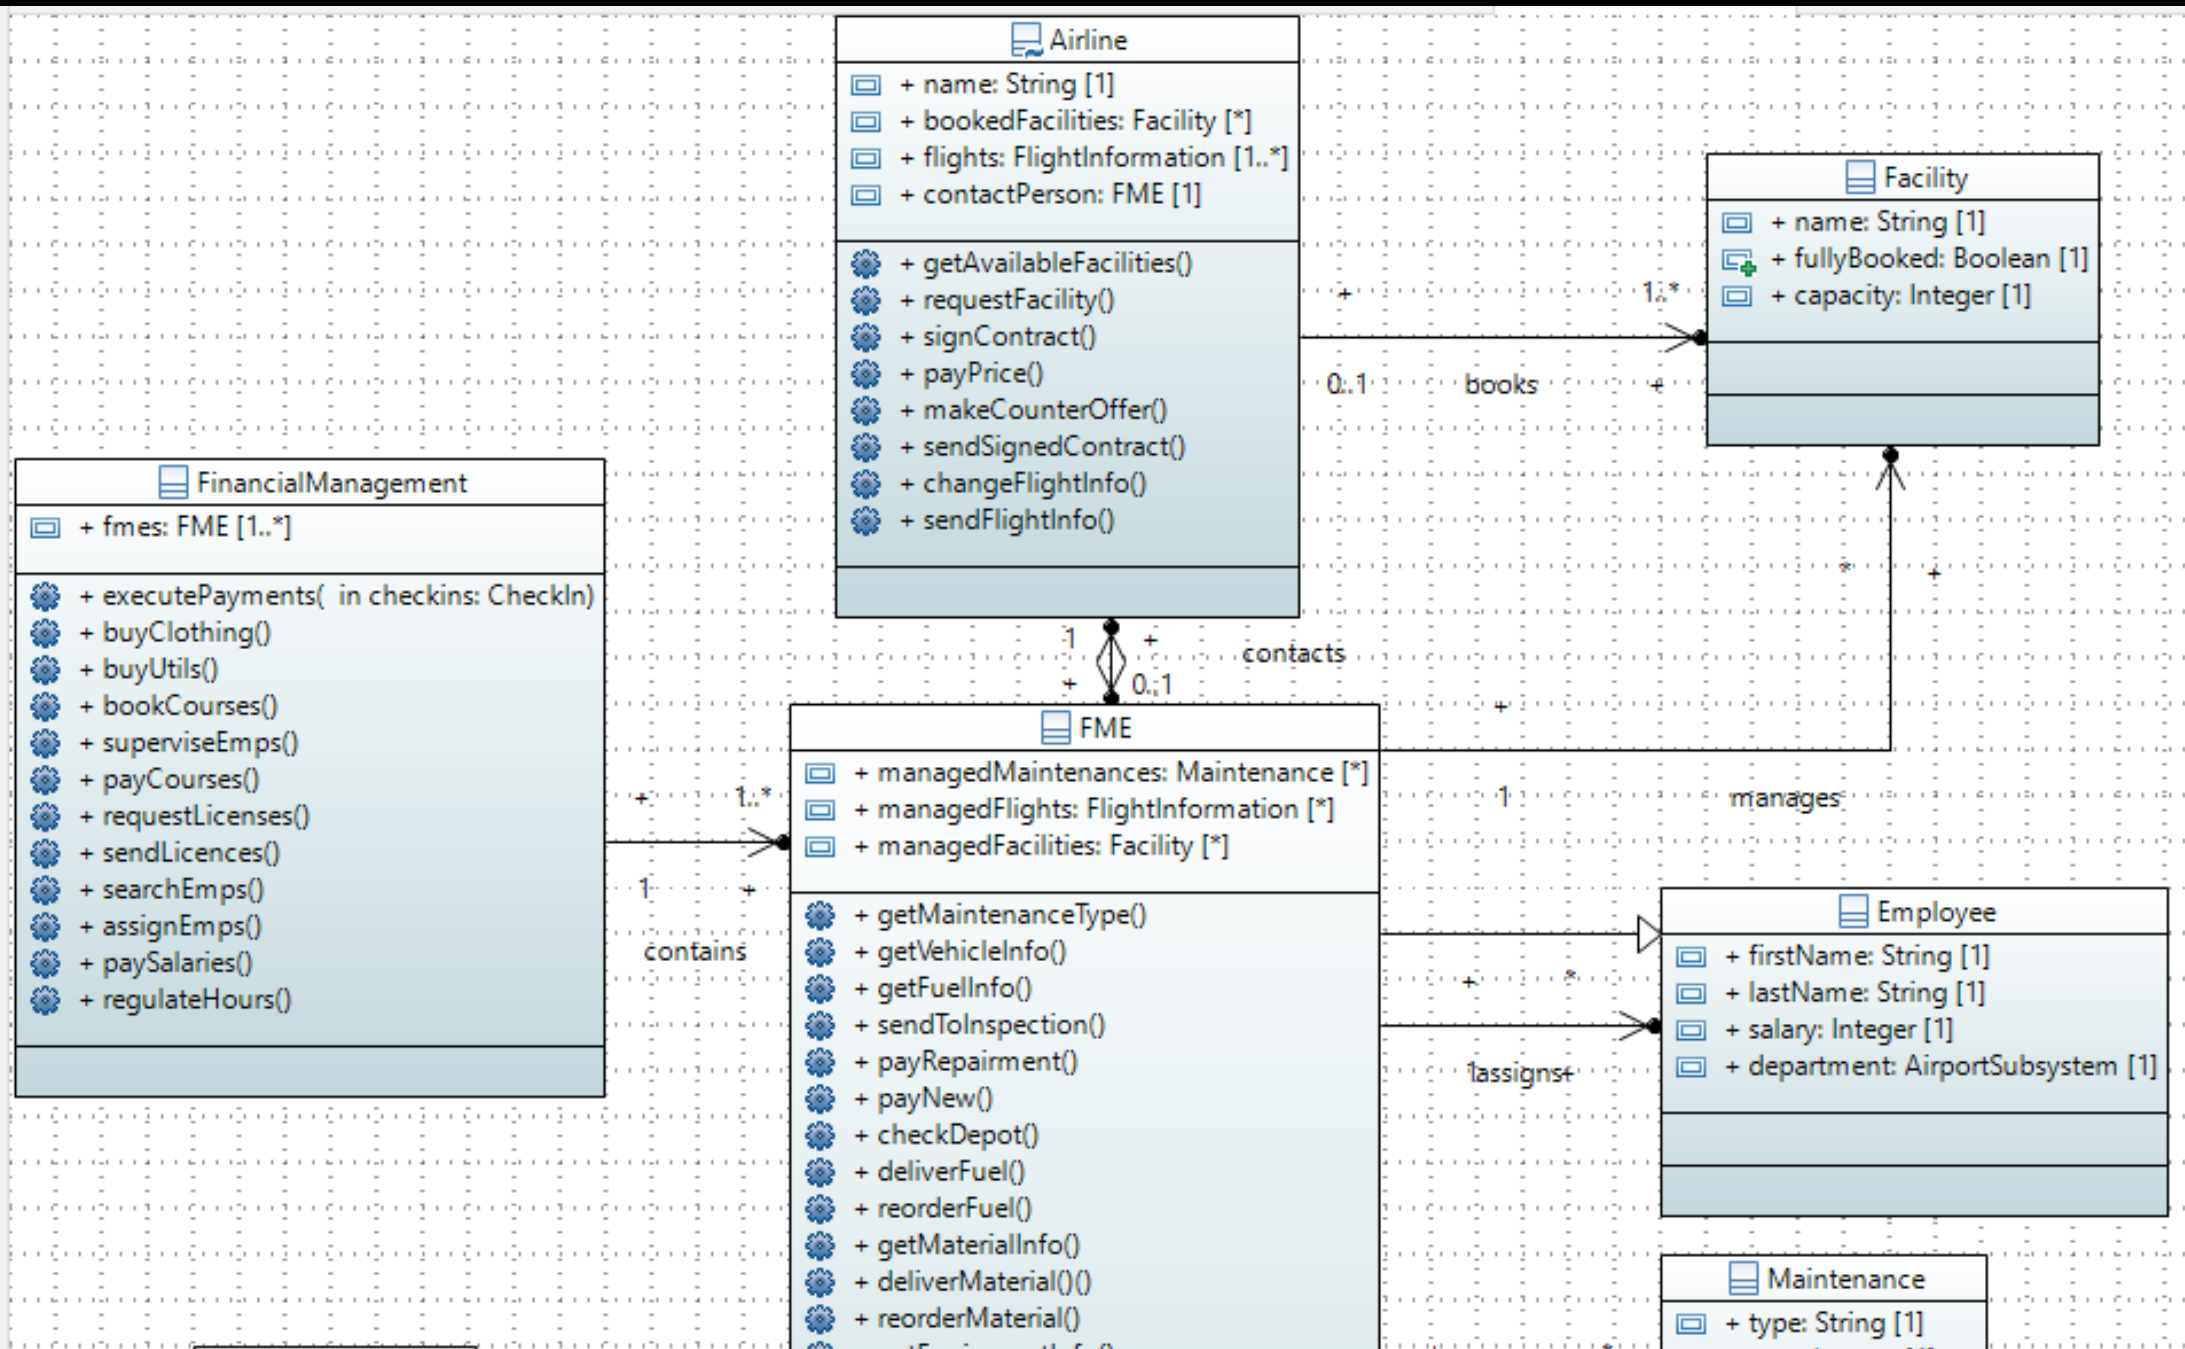 Airline
+ name: String [1]
+ bookedFacilities: Facility [*]
+ flights: FlightInformation [1..*]
+ contactPerson: FME [1]
+ getAvailableFacilities()
+ requestFacility()
+ signContract()
+ payPrice()
+ makeCounterOffer()
+ sendSignedContract()
+ changeFlightInfo()
+ sendFlightInfo()
+
1..*
0..1
books
+
Facility
+ name: String [1]
+ fullyBooked: Boolean [1]
+ capacity: Integer [1]
*
+
FinancialManagement
+ fmes: FME [1..*]
+ executePayments( in checkins: CheckIn)
+ buyClothing()
+ buyUtils()
+ bookCourses()
+ superviseEmps()
+ payCourses()
+ requestLicenses()
+ sendLicences()
+ searchEmps()
+ assignEmps()
+ paySalaries()
+ regulateHours()
1
+
contacts
+
0..1
+
1..*
1
+
contains
FME
+ managedMaintenances: Maintenance [*]
+ managedFlights: FlightInformation [*]
+ managedFacilities: Facility [*]
+ getMaintenanceType()
+ getVehicleInfo()
+ getFuelInfo()
+ sendToInspection()
+ payRepairment()
+ payNew()
+ checkDepot()
+ deliverFuel()
+ reorderFuel()
+ getMaterialInfo()
+ deliverMaterial()()
+ reorderMaterial()
+
1
manages
+
*
1assigns+
Employee
+ firstName: String [1]
+ lastName: String [1]
+ salary: Integer [1]
+ department: AirportSubsystem [1]
Maintenance
+ type: String [1]